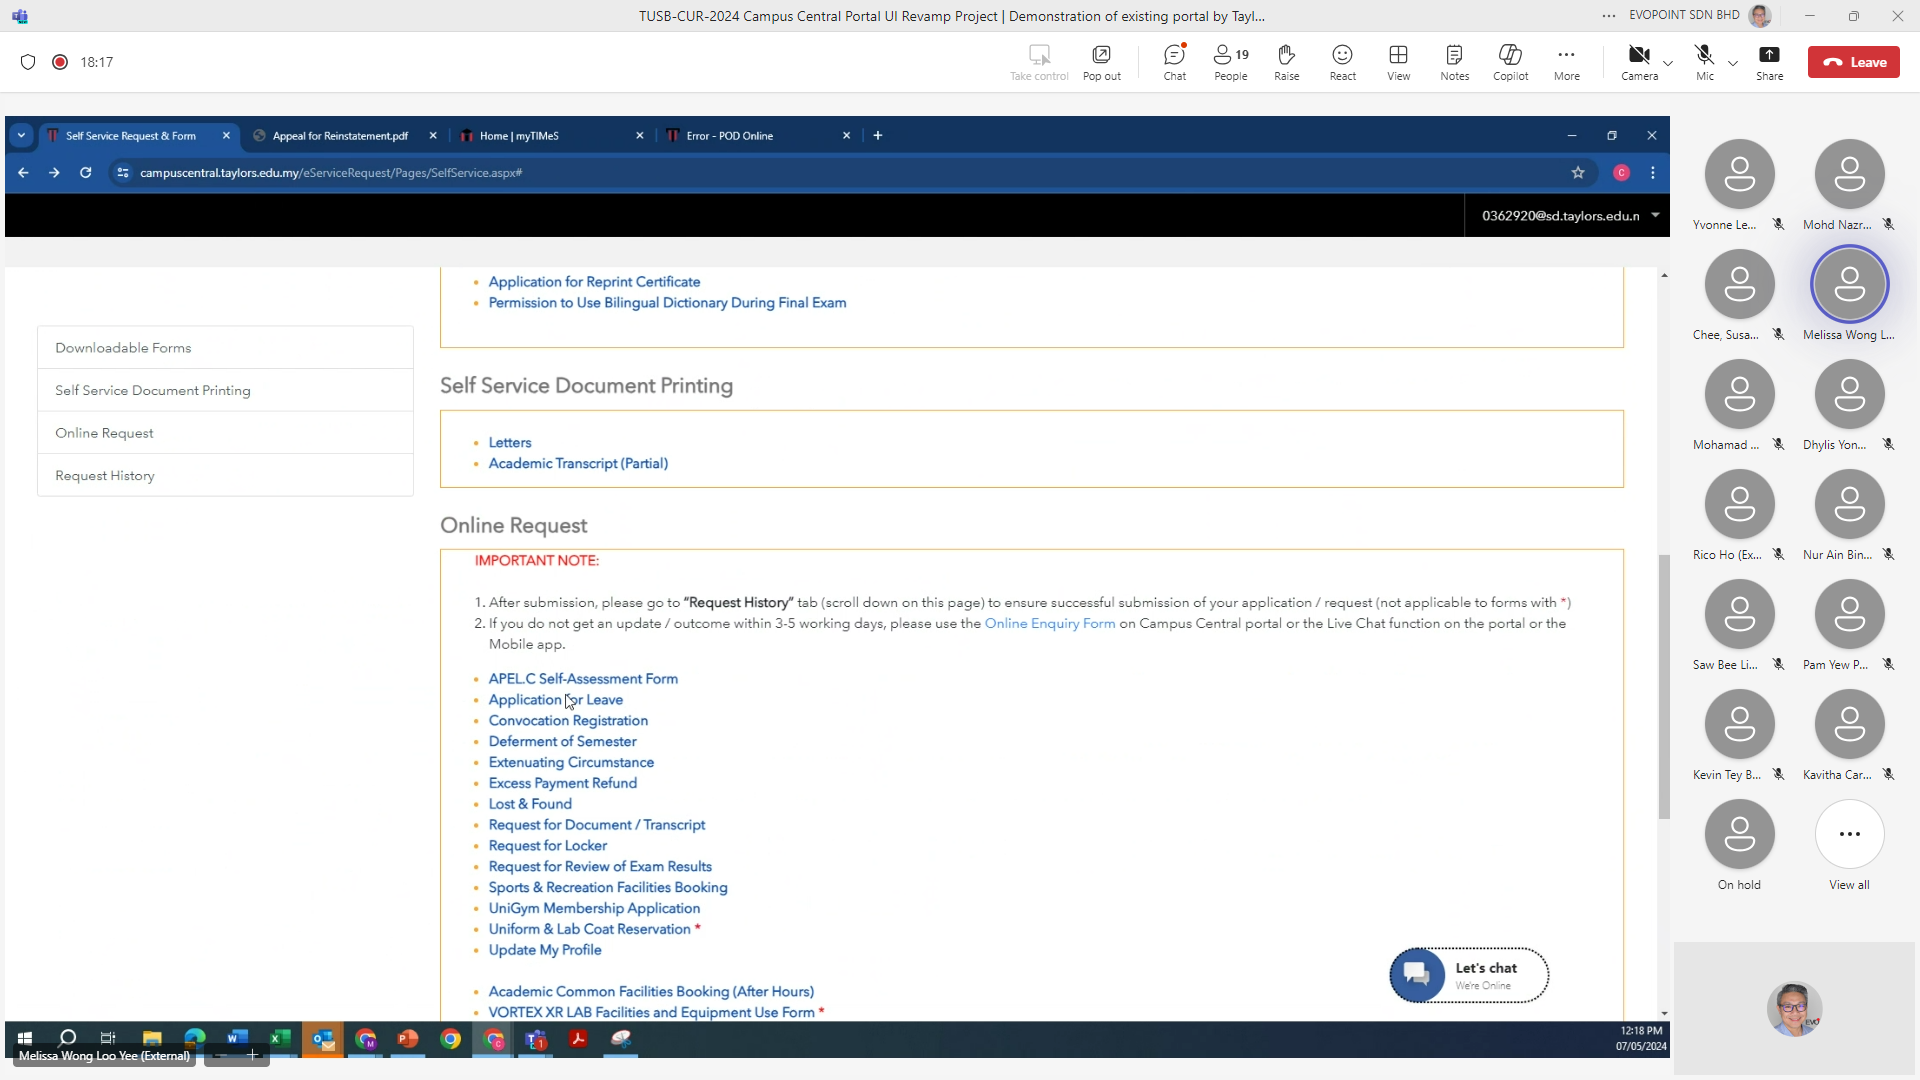 TUSB-CUR-2024 Campus Central Portal UI Revamp Project | Demonstration of existing portal by Tayl...
EVOPOINT SDN BHD
18:17
Take control
Pop out
Chat
19
People
Raise
React
View
Notes
Copilot
More
Camera
Mic
Share
Leave
Self Service Request & Form
Appeal for Reinstatement.pdf
Home | myTIMeS
Error - POD Online
campuscentral.taylors.edu.my/eServiceRequest/Pages/SelfService.aspx#
C
0362920@sd.taylors.edu.n
Downloadable Forms
Self Service Document Printing
Online Request
Request History
Application for Reprint Certificate
Permission to Use Bilingual Dictionary During Final Exam
Self Service Document Printing
Letters
Academic Transcript (Partial)
Online Request
IMPORTANT NOTE:
1. After submission, please go to "Request History" tab (scroll down on this page) to ensure successful submission of your application / request (not applicable to forms with *)
2. If you do not get an update / outcome within 3-5 working days, please use the Online Enquiry Form on Campus Central portal or the Live Chat function on the portal or the
Mobile app.
APEL.C Self-Assessment Form
Application for Leave
Convocation Registration
Deferment of Semester
Extenuating Circumstance
Excess Payment Refund
Lost & Found
Request for Document / Transcript
Request for Locker
Request for Review of Exam Results
Sports & Recreation Facilities Booking
UniGym Membership Application
Uniform & Lab Coat Reservation *
Update My Profile
Academic Common Facilities Booking (After Hours)
VORTEX XR LAB Facilities and Equipment Use Form *
Let's chat
We're Online
12:18 PM
07/05/2024
Melissa Wong Loo Yee (External)
Yvonne Le...
Mohd Nazr...
Chee, Susa...
Melissa Wong L...
Mohamad ...
Dhylis Yon...
Rico Ho (Ex...
Nur Ain Bin...
Saw Bee Li...
Pam Yew P...
Kevin Tey B...
Kavitha Car...
On hold
View all